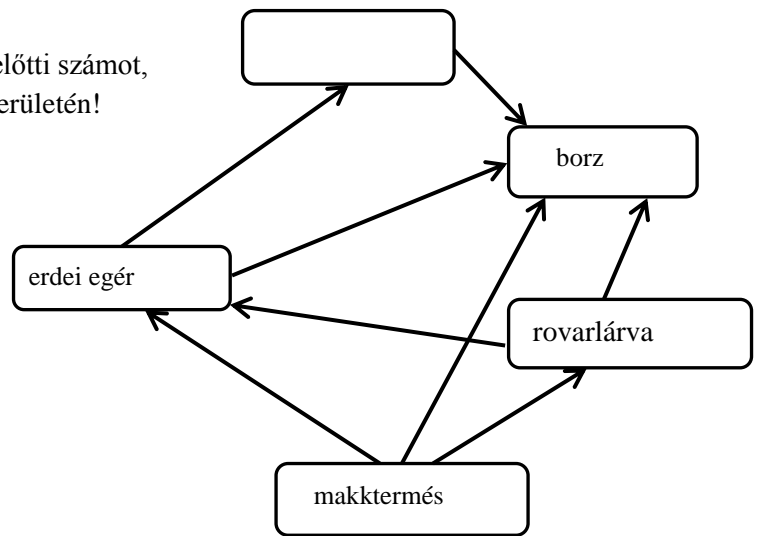 előtti számot,
erületén!
borz
erdei egér
rovarlárva
makktermés